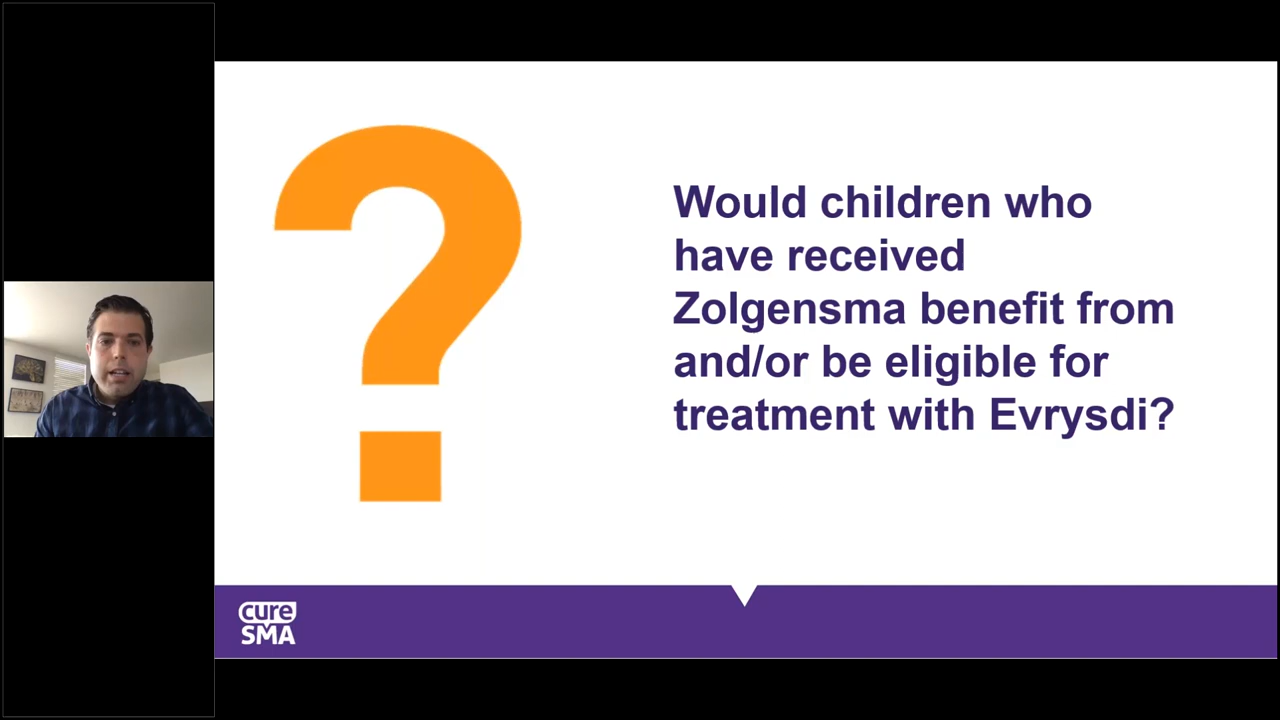 ?
Would children who
have received
Zolgensma benefit from
and/or be eligible for
treatment with Evrysdi?
cure
SMA